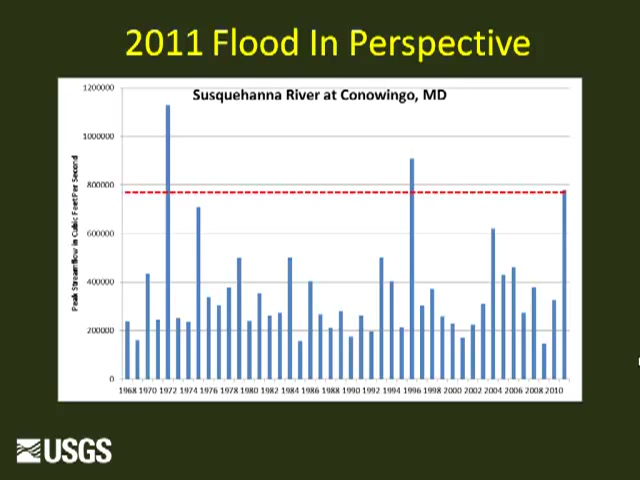 2011 Flood In Perspective
Susquehanna River at Conowingo, MD
Peak Streamflow in Cubic Feet Per Second
1200000
1000000
800000
600000
400000
200000
0
1968 1970 1972 1974 1976 1978 1980 1982 1984 1986 1988 1990 1992 1994 1996 1998 2000 2002 2004 2006 2008 2010
USGS